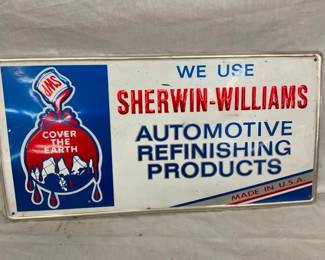 SWP
COVER
THE
EARTH
WE USE
SHERWIN-WILLIAMS
AUTOMOTIVE
REFINISHING
PRODUCTS
MADE IN U.S.A.